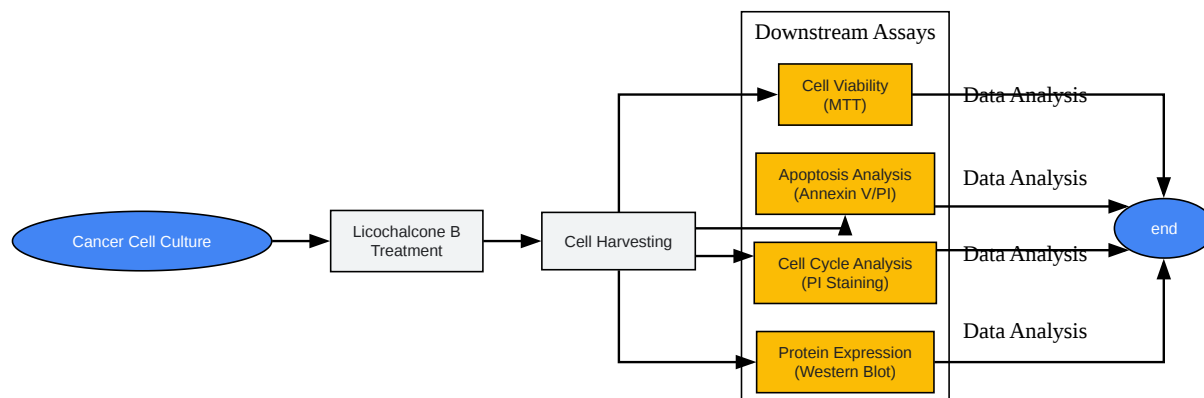 Downstream Assays
Cell Viability
(MTT)
Data Analysis
Apoptosis Analysis
(Annexin V/PI)
Data Analysis
Cancer Cell Culture
Licochalcone B
Treatment
Cell Harvesting
end
Cell Cycle Analysis
(PI Staining)
Data Analysis
Protein Expression
(Western Blot)
Data Analysis